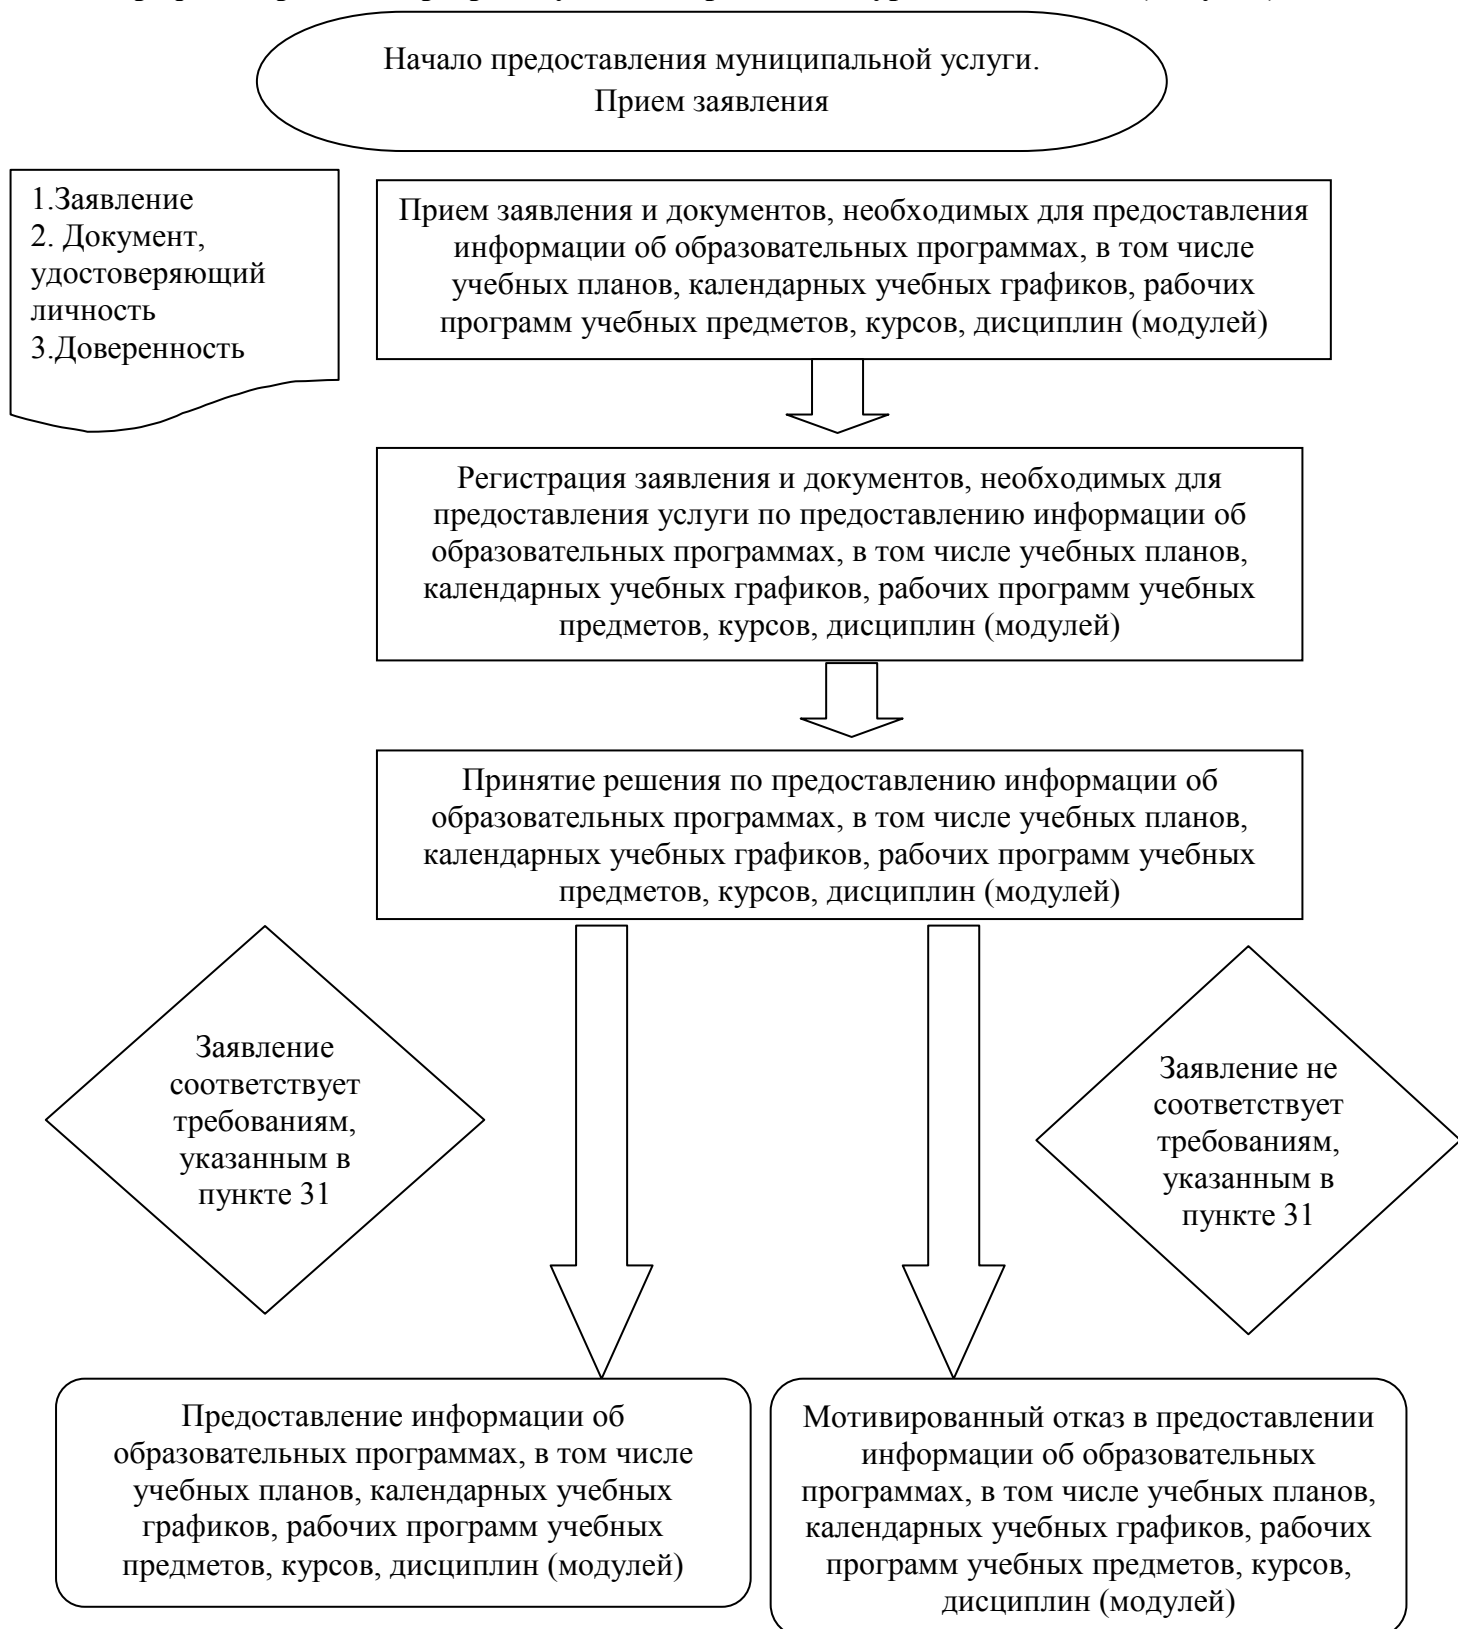 Начало предоставления муниципальной услуги.
Прием заявления
1.Заявление
2. Документ,
удостоверяющий
личность
3.Доверенность
Прием заявления и документов, необходимых для предоставления
информации об образовательных программах, в том числе
учебных планов, календарных учебных графиков, рабочих
программ учебных предметов, курсов, дисциплин (модулей)
Регистрация заявления и документов, необходимых для
предоставления услуги по предоставлению информации об
образовательных программах, в том числе учебных планов,
календарных учебных графиков, рабочих программ учебных
предметов, курсов, дисциплин (модулей)
Принятие решения по предоставлению информации об
образовательных программах, в том числе учебных планов,
календарных учебных графиков, рабочих программ учебных
предметов, курсов, дисциплин (модулей)
Заявление
соответствует
требованиям,
указанным в
пункте 31
Заявление не
соответствует
требованиям,
указанным в
пункте 31
Предоставление информации об
образовательных программах, в том числе
учебных планов, календарных учебных
графиков, рабочих программ учебных
предметов, курсов, дисциплин (модулей)
Мотивированный отказ в предоставлении
информации об образовательных
программах, в том числе учебных планов,
календарных учебных графиков, рабочих
программ учебных предметов, курсов,
дисциплин (модулей)